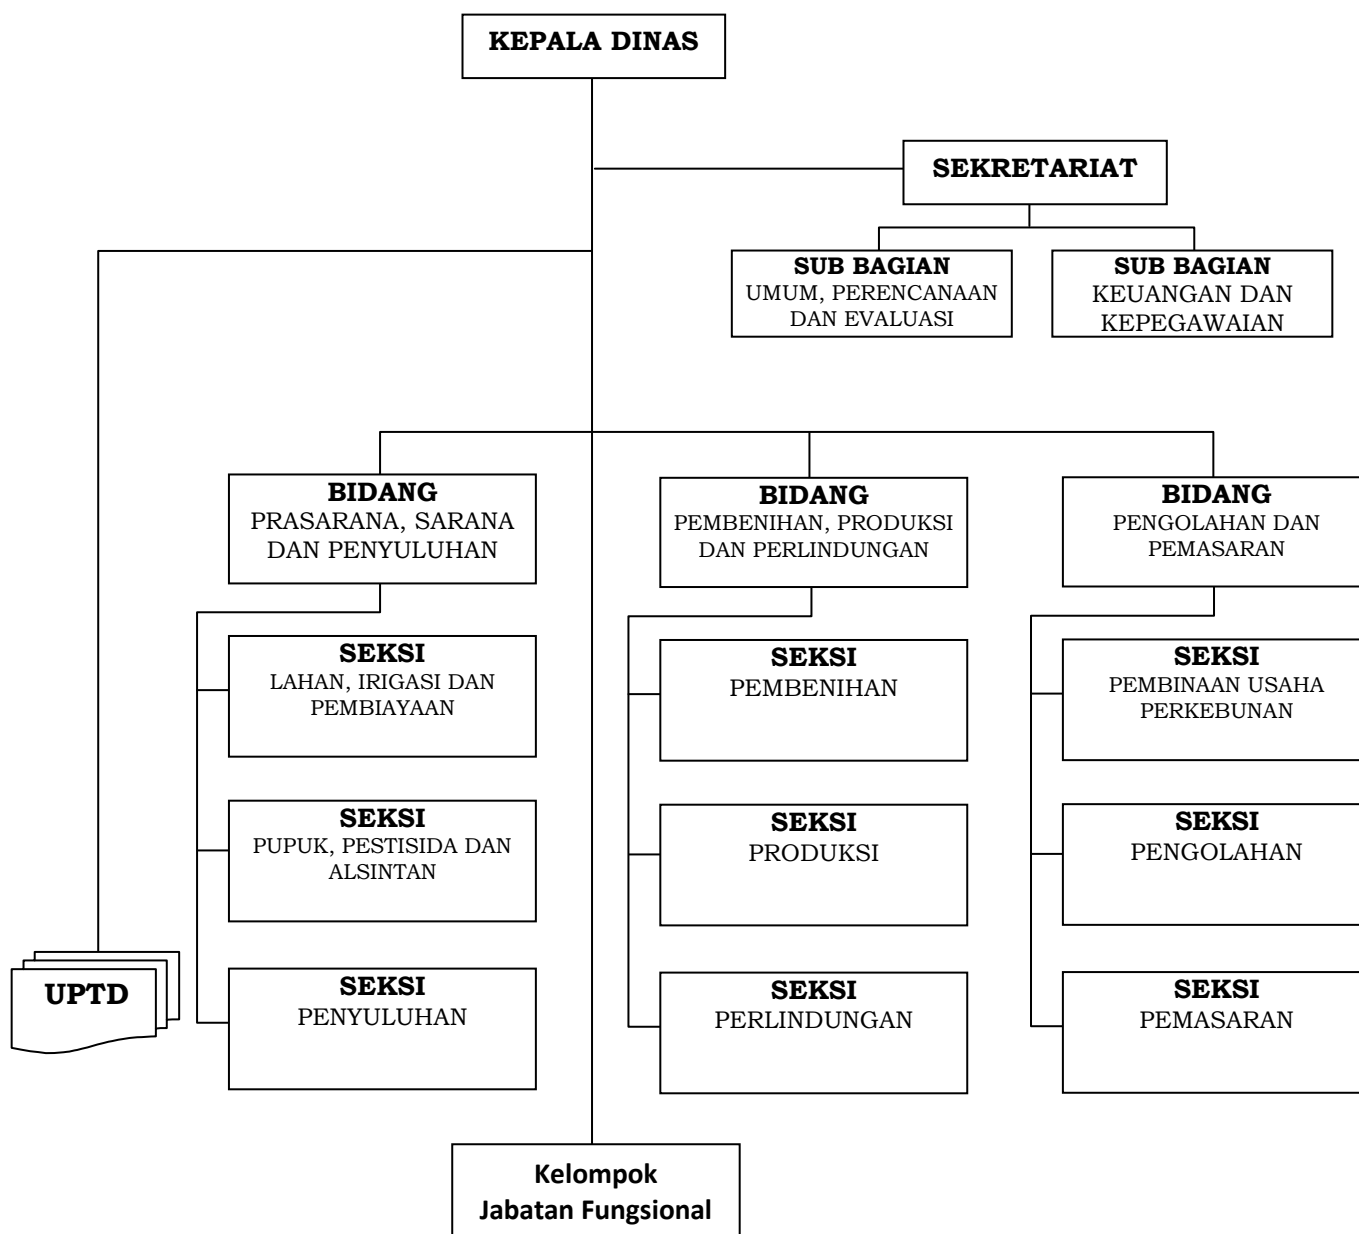 KEPALA DINAS
SEKRETARIAT
SUB BAGIAN
UMUM, PERENCANAAN
DAN EVALUASI
SUB BAGIAN
KEUANGAN DAN
KEPEGAWAIAN
BIDANG
PRASARANA, SARANA
DAN PENYULUHAN
BIDANG
PEMBENIHAN, PRODUKSI
DAN PERLINDUNGAN
BIDANG
PENGOLAHAN DAN
PEMASARAN
SEKSI
LAHAN, IRIGASI DAN
PEMBIAYAAN
SEKSI
PEMBENIHAN
SEKSI
PEMBINAAN USAHA
PERKEBUNAN
SEKSI
PUPUK, PESTISIDA DAN
ALSINTAN
SEKSI
PRODUKSI
SEKSI
PENGOLAHAN
UPTD
SEKSI
PENYULUHAN
SEKSI
PERLINDUNGAN
SEKSI
PEMASARAN
Kelompok
Jabatan Fungsional